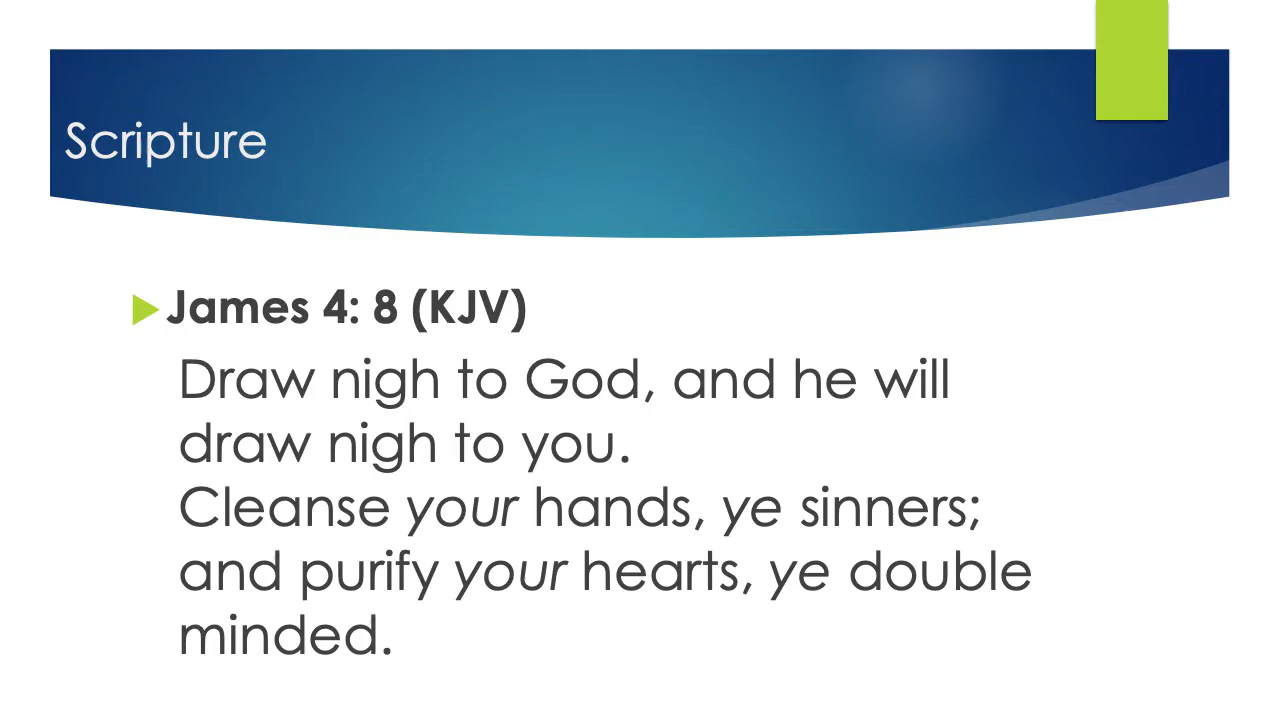 Scripture
James 4: 8 (KJV)
Draw nigh to God, and he will
draw nigh to you.
Cleanse your hands, ye sinners;
and purify your hearts, ye double
minded.